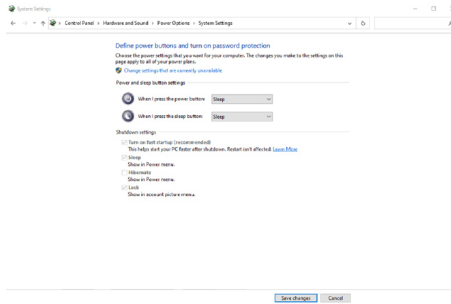 System Settings
Control Panel > Hardware and Sound > Power Options > System Settings
Define power buttons and turn on password protection
Choose the power settings that you want for your computer. The changes you make to the settings on this
page apply to all of your power plans.
Change settings that are currently unavailable
Power and sleep button settings
When I press the power button: Sleep
When I press the sleep button: Sleep
Shutdown settings
Turn on fast startup (recommended)
This helps start your PC faster after shutdown. Restart isn't affected. Learn More
Sleep
Show in Power menu.
Hibernate
Show in Power menu.
Lock
Show in account picture menu.
Save changes Cancel